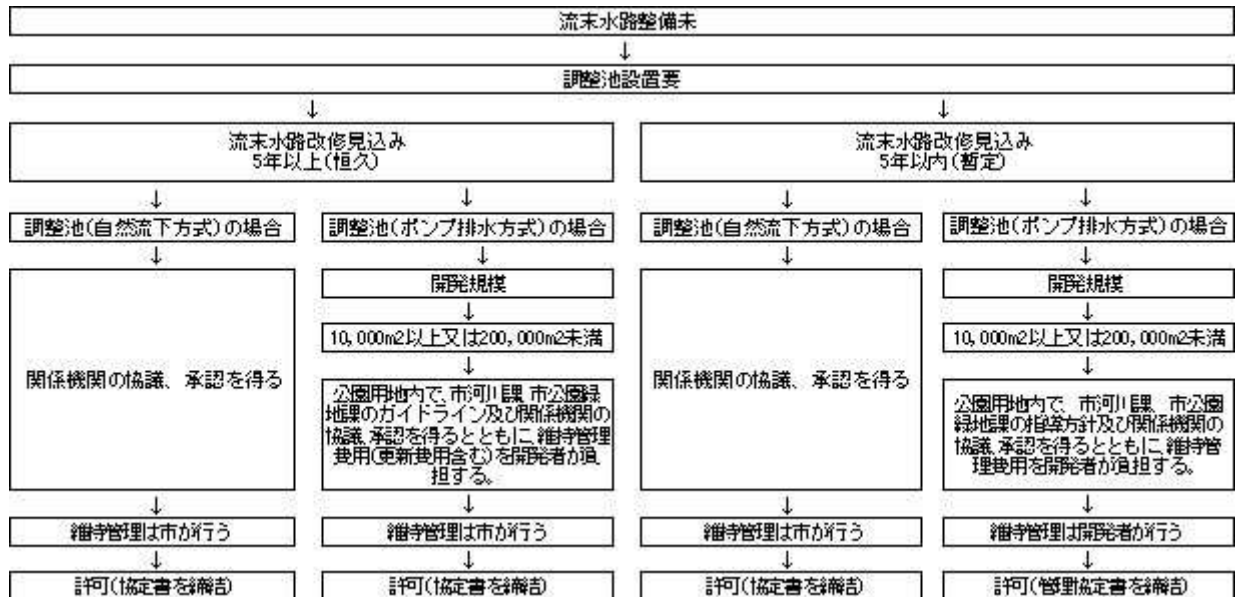 流末水路整備未
↓
調整池設置要
↓ ↓
流末水路改修見込み
5年以上(恒久)
流末水路改修見込み
5年以内(暫定)
↓ ↓ ↓ ↓
調整池(自然流下方式)の場合
調整池(ポンプ排水方式)の場合
調整池(自然流下方式)の場合
調整池(ポンプ排水方式)の場合
↓ ↓ ↓ ↓
関係機関の協議、承認を得る
開発規模
↓
10,000m2以上又は200,000m2未満
↓
公園用地内で、市河川課、市公園緑
地課のガイドライン及び関係機関の
協議、承認を得るとともに、維持管理
費用(更新費用含む)を開発者が負
担する。
関係機関の協議、承認を得る
開発規模
↓
10,000m2以上又は200,000m2未満
↓
公園用地内で、市河川課、市公園
緑地課の指導方針及び関係機関の
協議、承認を得るとともに、維持管
理費用を開発者が負担する。
↓ ↓ ↓ ↓
維持管理は市が行う
維持管理は市が行う
維持管理は市が行う
維持管理は開発者が行う
↓ ↓ ↓ ↓
許可(協定書を締結)
許可(協定書を締結)
許可(協定書を締結)
許可(管理協定書を締結)